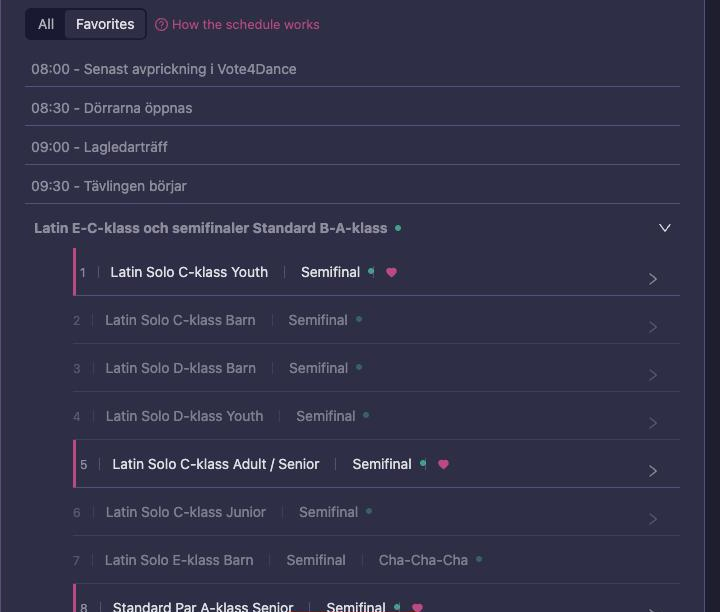 All Favorites How the schedule works
08:00 - Senast avprickning i Vote4Dance
08:30 - Dörrarna öppnas
09:00 - Lagledarträff
09:30 - Tävlingen börjar
Latin E-C-klass och semifinaler Standard B-A-klass
1 Latin Solo C-klass Youth Semifinal
2 Latin Solo C-klass Barn Semifinal
3 Latin Solo D-klass Barn Semifinal
4 Latin Solo D-klass Youth Semifinal
5 Latin Solo C-klass Adult / Senior Semifinal
6 Latin Solo C-klass Junior Semifinal
7 Latin Solo E-klass Barn Semifinal Cha-Cha-Cha
8 Standard Par A-klass Senior Semifinal